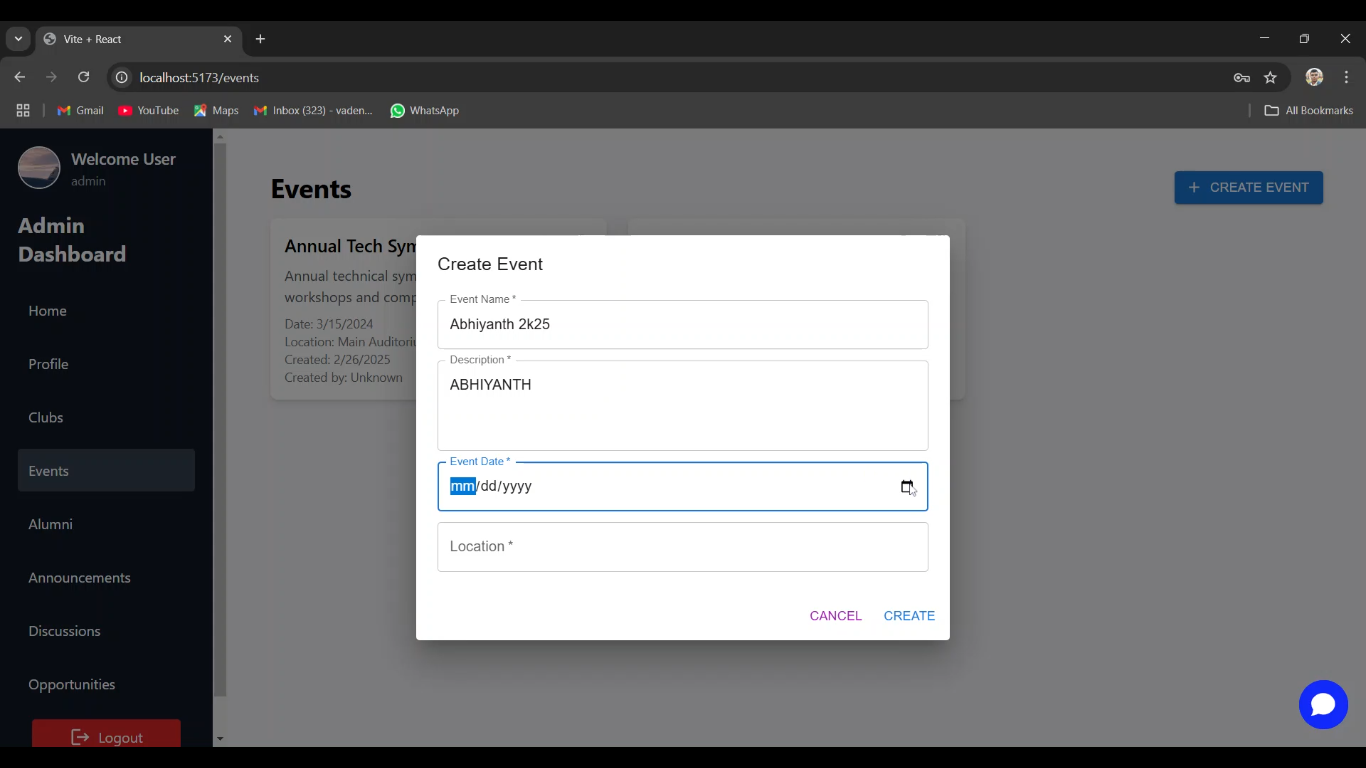 Vite + React
localhost:5173/events
Gmail YouTube Maps Inbox (323) - vaden... WhatsApp All Bookmarks
Welcome User
admin
Admin
Dashboard
Home
Profile
Clubs
Events
Alumni
Announcements
Discussions
Opportunities
Logout
Events
+ CREATE EVENT
Annual Tech Sym
Annual technical sym
workshops and comp
Date: 3/15/2024
Location: Main Auditoriu
Created: 2/26/2025
Created by: Unknown
Create Event
Event Name *
Abhiyanth 2k25
Description *
ABHIYANTH
Event Date *
mm/dd/yyyy
Location *
CANCEL CREATE